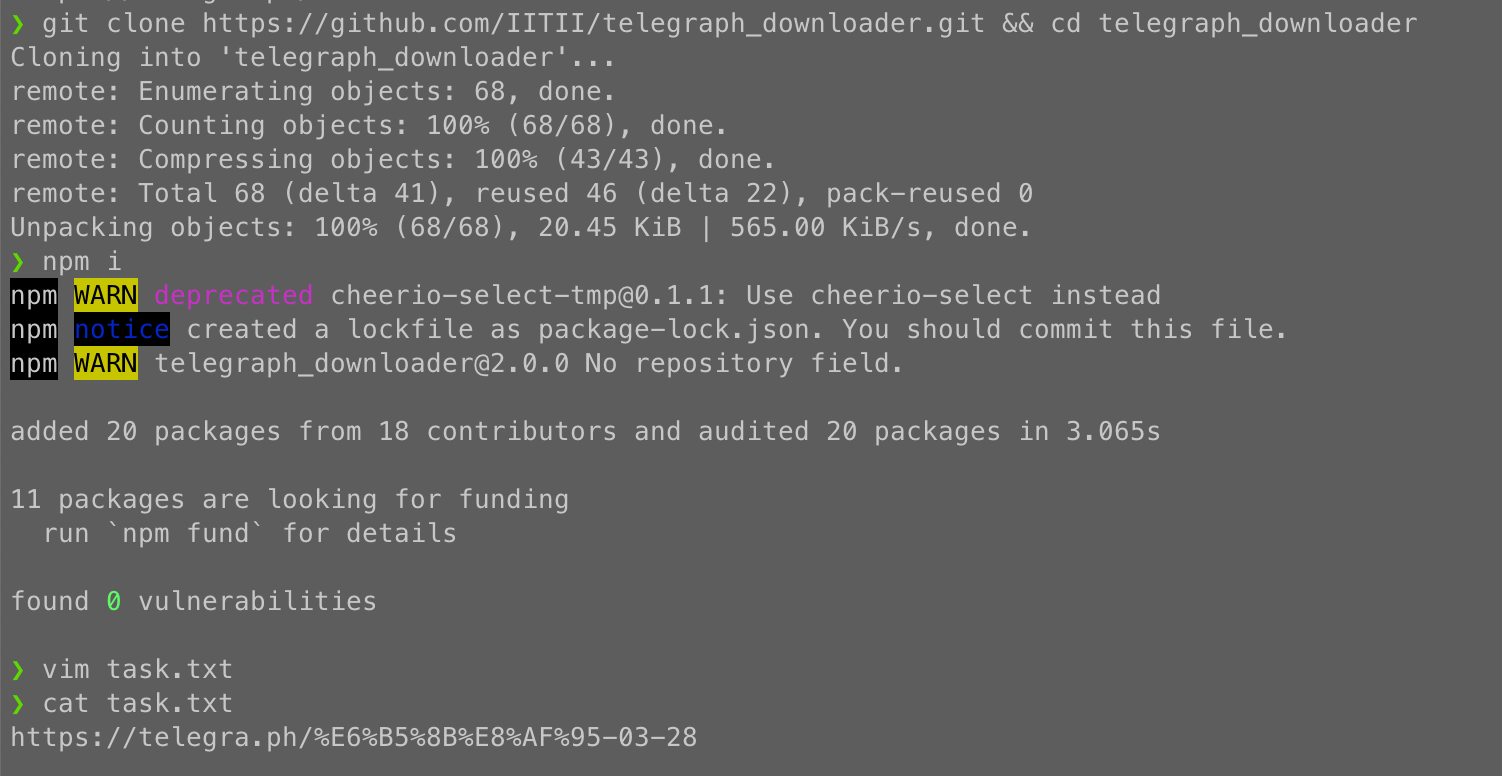 ❯ git clone https://github.com/IITII/telegraph_downloader.git && cd telegraph_downloader
Cloning into 'telegraph_downloader'...
remote: Enumerating objects: 68, done.
remote: Counting objects: 100% (68/68), done.
remote: Compressing objects: 100% (43/43), done.
remote: Total 68 (delta 41), reused 46 (delta 22), pack-reused 0
Unpacking objects: 100% (68/68), 20.45 KiB | 565.00 KiB/s, done.
❯ npm i
npm WARN deprecated cheerio-select-tmp@0.1.1: Use cheerio-select instead
npm notice created a lockfile as package-lock.json. You should commit this file.
npm WARN telegraph_downloader@2.0.0 No repository field.
added 20 packages from 18 contributors and audited 20 packages in 3.065s
11 packages are looking for funding
  run `npm fund` for details
found 0 vulnerabilities
❯ vim task.txt
❯ cat task.txt
https://telegra.ph/%E6%B5%8B%E8%AF%95-03-28